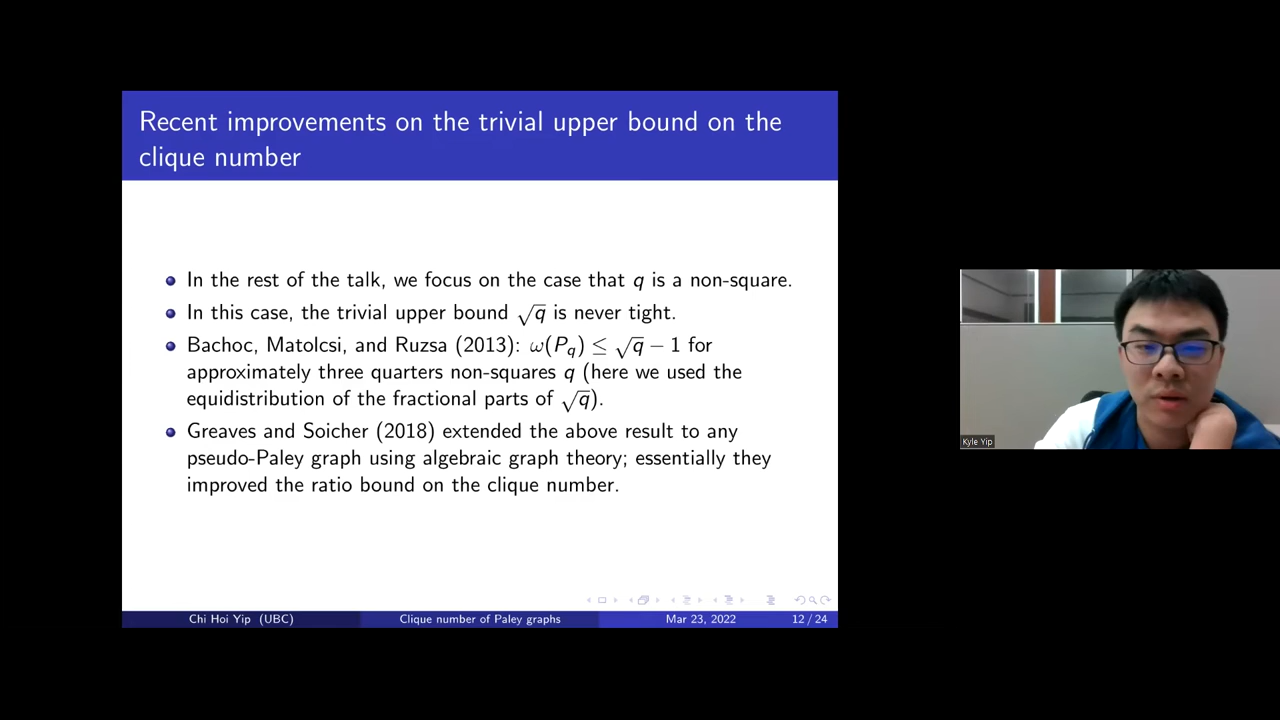 Recent improvements on the trivial upper bound on the
clique number
In the rest of the talk, we focus on the case that q is a non-square.
In this case, the trivial upper bound √q is never tight.
Bachoc, Matolcsi, and Ruzsa (2013): ω(P_q) ≤ √q − 1 for
approximately three quarters non-squares q (here we used the
equidistribution of the fractional parts of √q).
Greaves and Soicher (2018) extended the above result to any
pseudo-Paley graph using algebraic graph theory; essentially they
improved the ratio bound on the clique number.
Chi Hoi Yip (UBC) Clique number of Paley graphs Mar 23, 2022 12 / 24
Kyle Yip